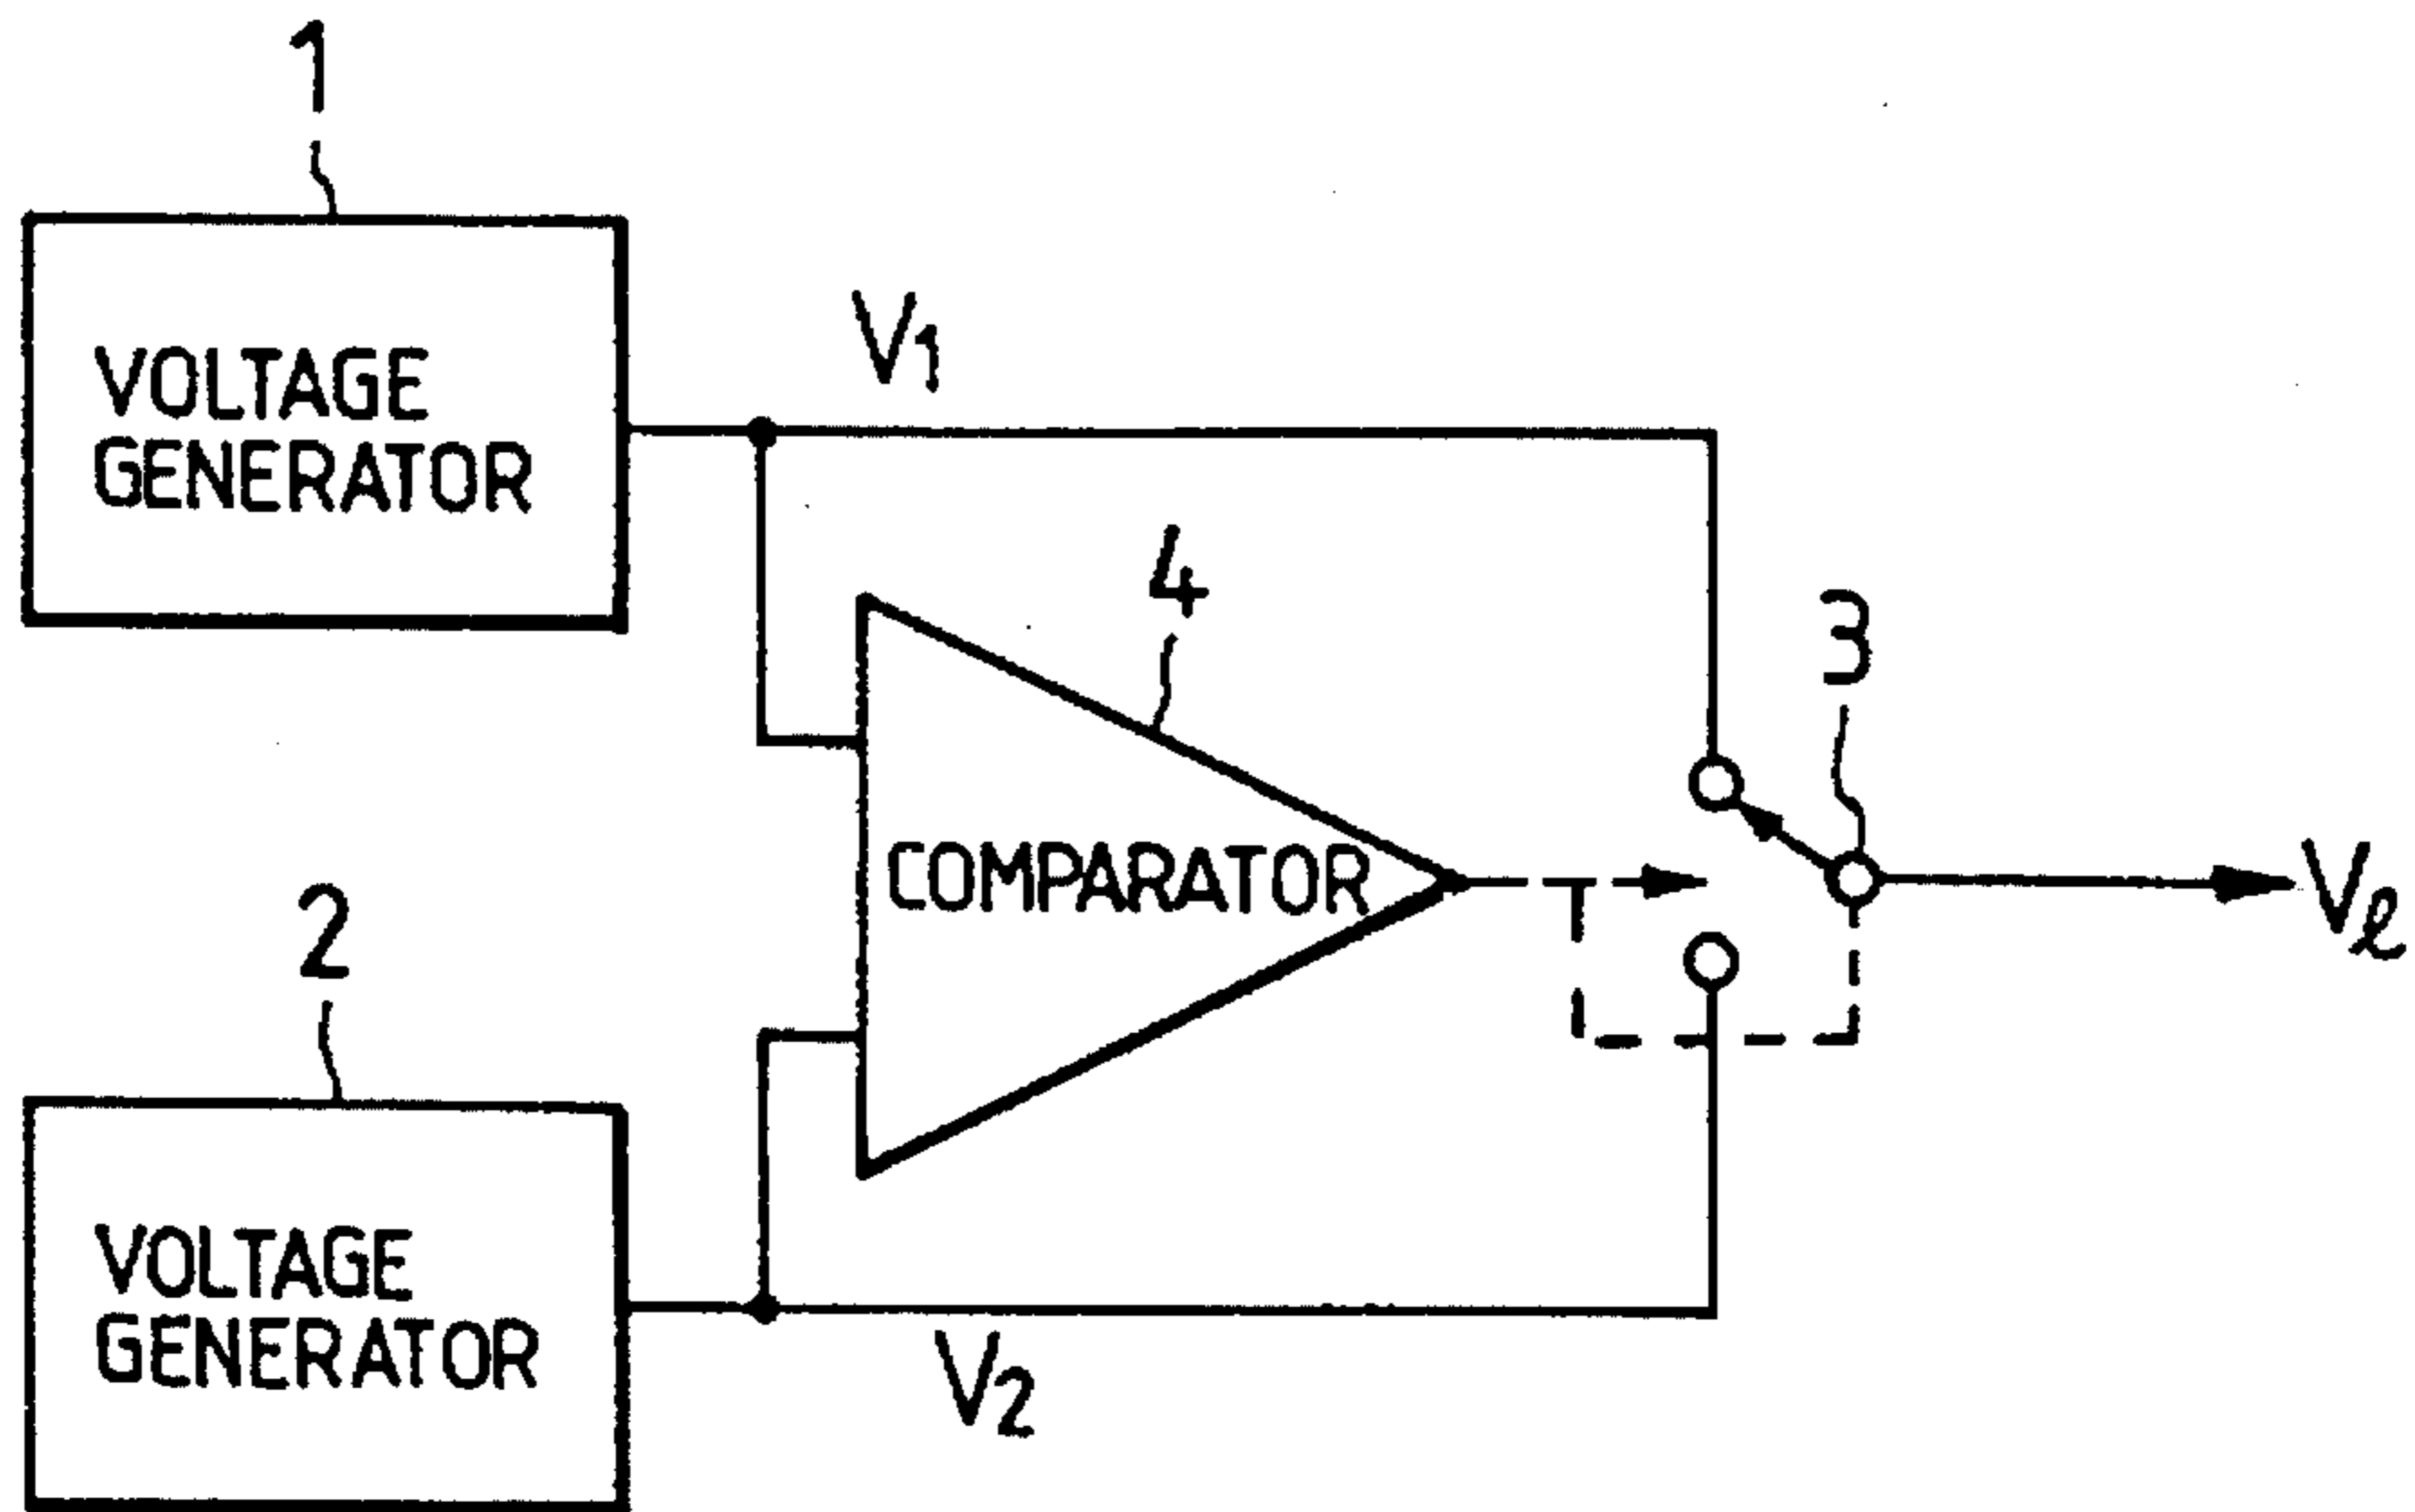 1
VOLTAGE
GENERATOR
V1
4
3
COMPARATOR
Vℓ
2
VOLTAGE
GENERATOR
V2